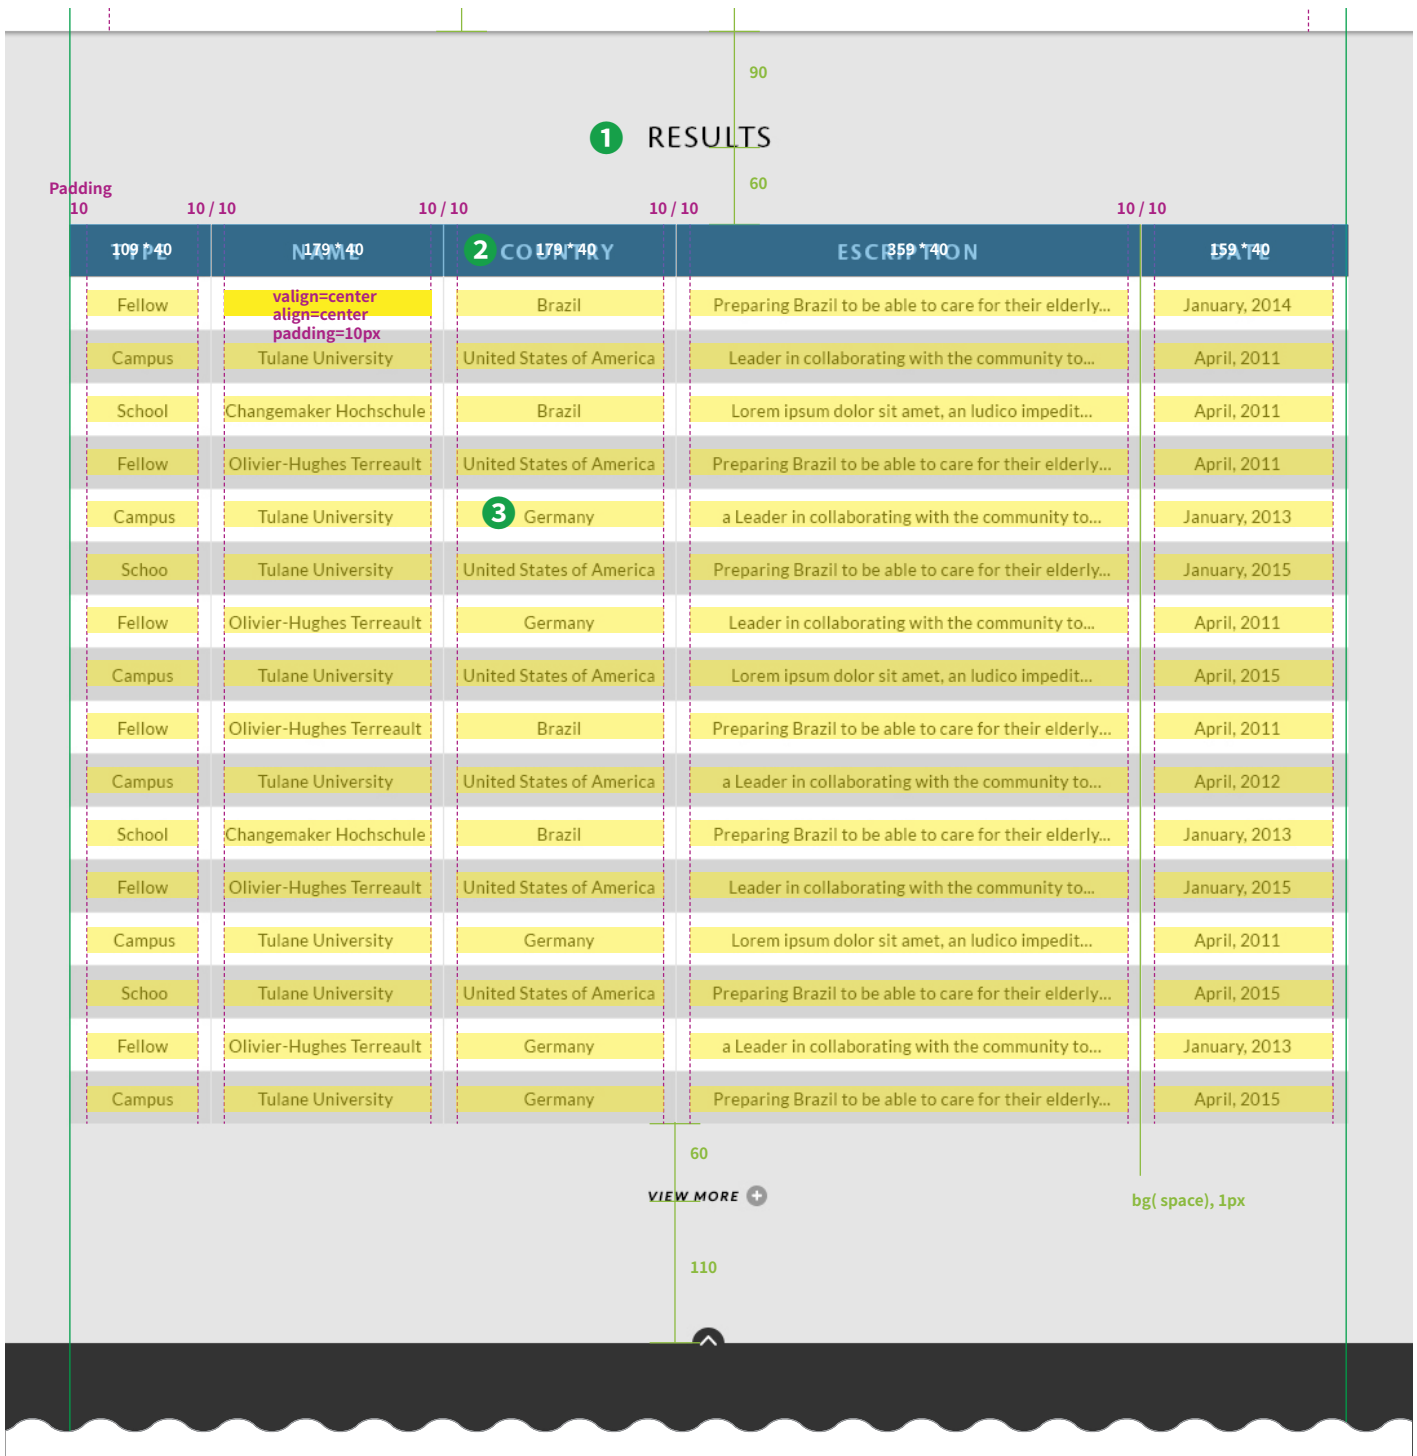 90
1 RESULTS
60
Padding
10 10 / 10 10 / 10 10 / 10 10 / 10
TYPE NAME 2 COUNTRY ESCRIPTION DATE
109 * 40 179 * 40 179 * 40 359 * 40 159 * 40
valign=center
align=center
padding=10px
Fellow Brazil Preparing Brazil to be able to care for their elderly... January, 2014
Campus Tulane University United States of America Leader in collaborating with the community to... April, 2011
School Changemaker Hochschule Brazil Lorem ipsum dolor sit amet, an ludico impedit... April, 2011
Fellow Olivier-Hughes Terreault United States of America Preparing Brazil to be able to care for their elderly... April, 2011
Campus Tulane University 3 Germany a Leader in collaborating with the community to... January, 2013
Schoo Tulane University United States of America Preparing Brazil to be able to care for their elderly... January, 2015
Fellow Olivier-Hughes Terreault Germany Leader in collaborating with the community to... April, 2011
Campus Tulane University United States of America Lorem ipsum dolor sit amet, an ludico impedit... April, 2015
Fellow Olivier-Hughes Terreault Brazil Preparing Brazil to be able to care for their elderly... April, 2011
Campus Tulane University United States of America a Leader in collaborating with the community to... April, 2012
School Changemaker Hochschule Brazil Preparing Brazil to be able to care for their elderly... January, 2013
Fellow Olivier-Hughes Terreault United States of America Leader in collaborating with the community to... January, 2015
Campus Tulane University Germany Lorem ipsum dolor sit amet, an ludico impedit... April, 2011
Schoo Tulane University United States of America Preparing Brazil to be able to care for their elderly... April, 2015
Fellow Olivier-Hughes Terreault Germany a Leader in collaborating with the community to... January, 2013
Campus Tulane University Germany Preparing Brazil to be able to care for their elderly... April, 2015
60
VIEW MORE
bg( space), 1px
110